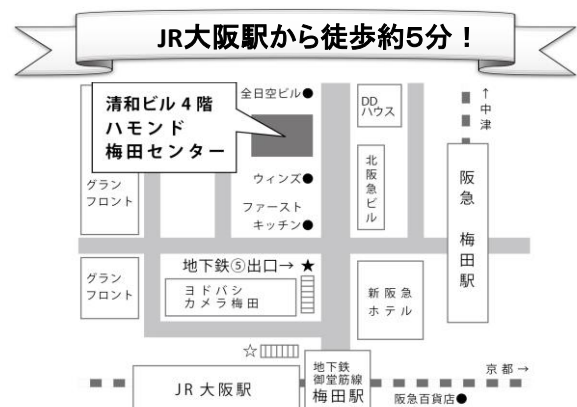 JR大阪駅から徒歩約5分！
清和ビル4階
ハモンド
梅田センター
全日空ビル●
DD
ハウス
↑
中津
グラン
フロント
ウィンズ●
北阪急ビル
阪急 梅田駅
ファースト
キッチン●
地下鉄⑤出口→ ★
グラン
フロント
ヨドバシ
カメラ梅田
新阪急
ホテル
☆
地下鉄
御堂筋線
梅田駅
京都→
JR大阪駅
阪急百貨店●